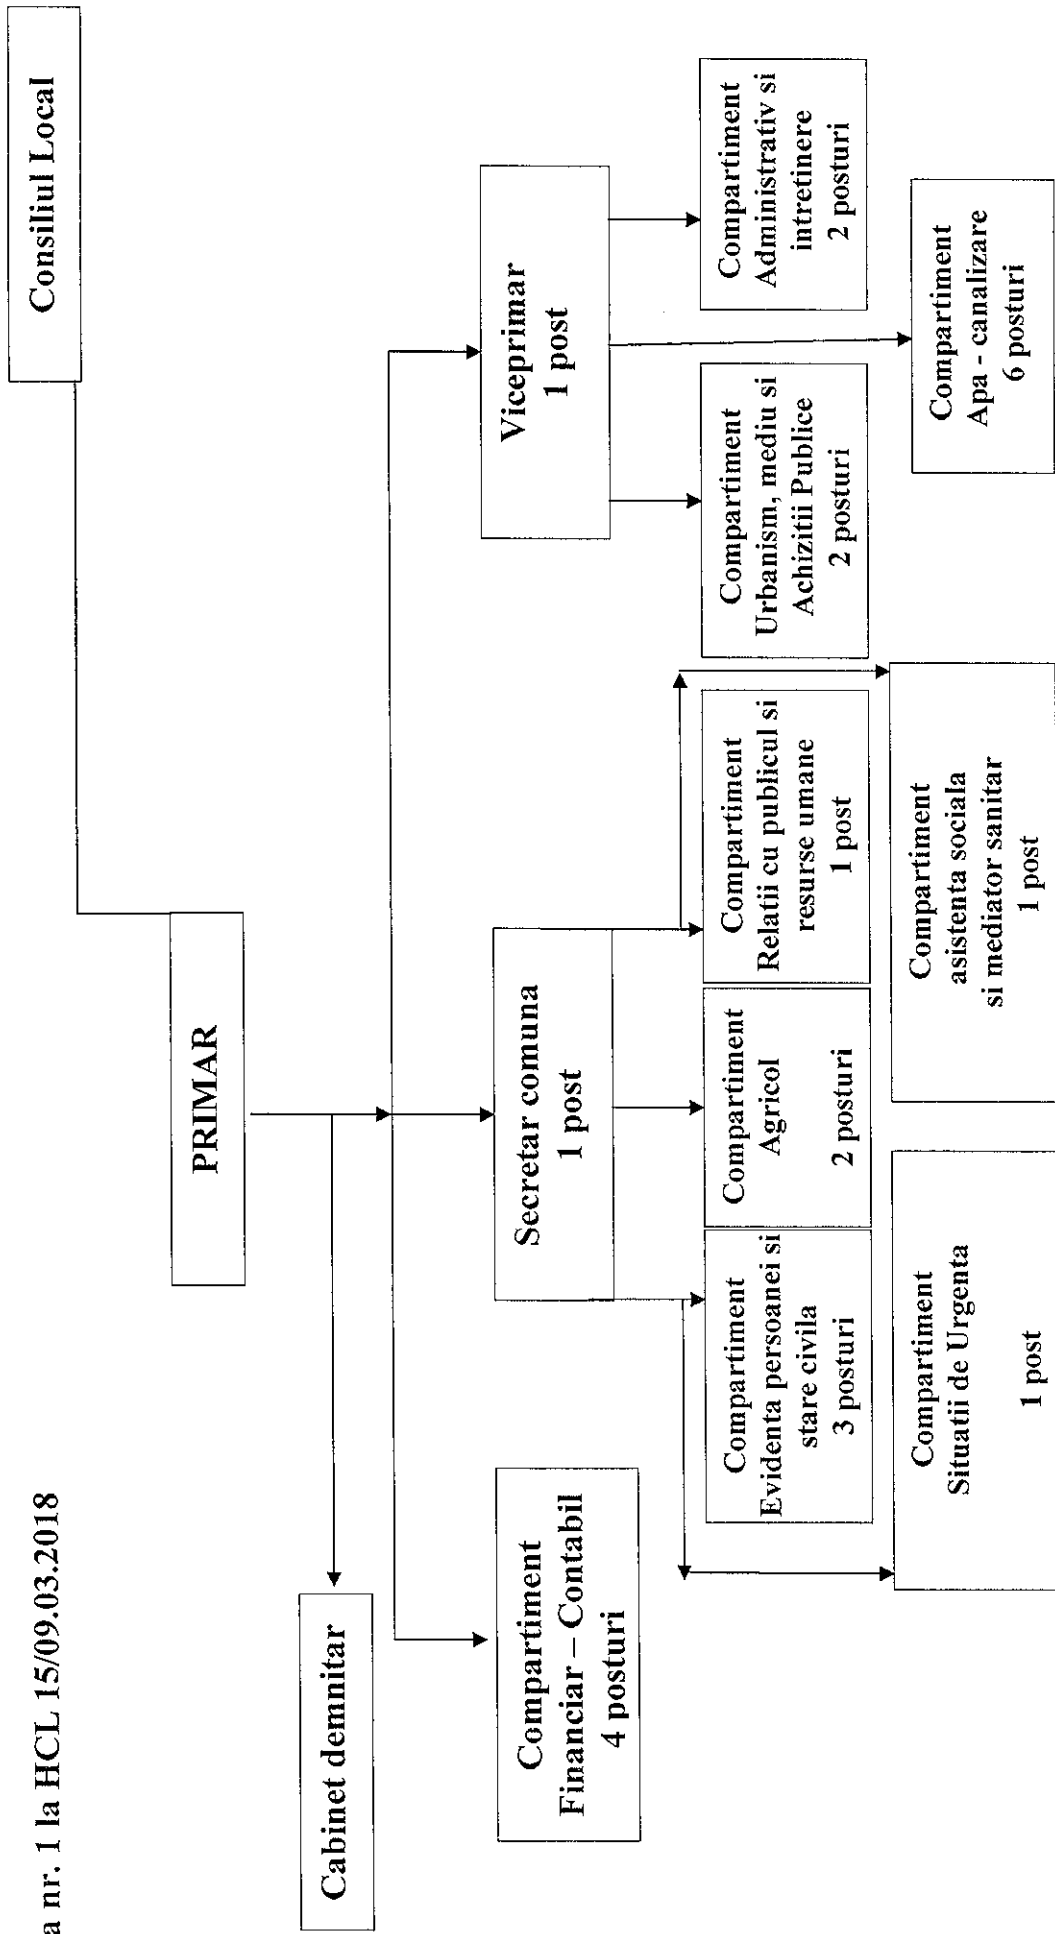 a nr. 1 la HCL 15/09.03.2018
Consiliul Local
PRIMAR
Cabinet demnitar
Compartiment
Financiar – Contabil
4 posturi
Secretar comuna
1 post
Viceprimar
1 post
Compartiment
Evidenta persoanei si
stare civila
3 posturi
Compartiment
Agricol
2 posturi
Compartiment
Relatii cu publicul si
resurse umane
1 post
Compartiment
Urbanism, mediu si
Achizitii Publice
2 posturi
Compartiment
Administrativ si
intretinere
2 posturi
Compartiment
Situatii de Urgenta
1 post
Compartiment
asistenta sociala
si mediator sanitar
1 post
Compartiment
Apa - canalizare
6 posturi